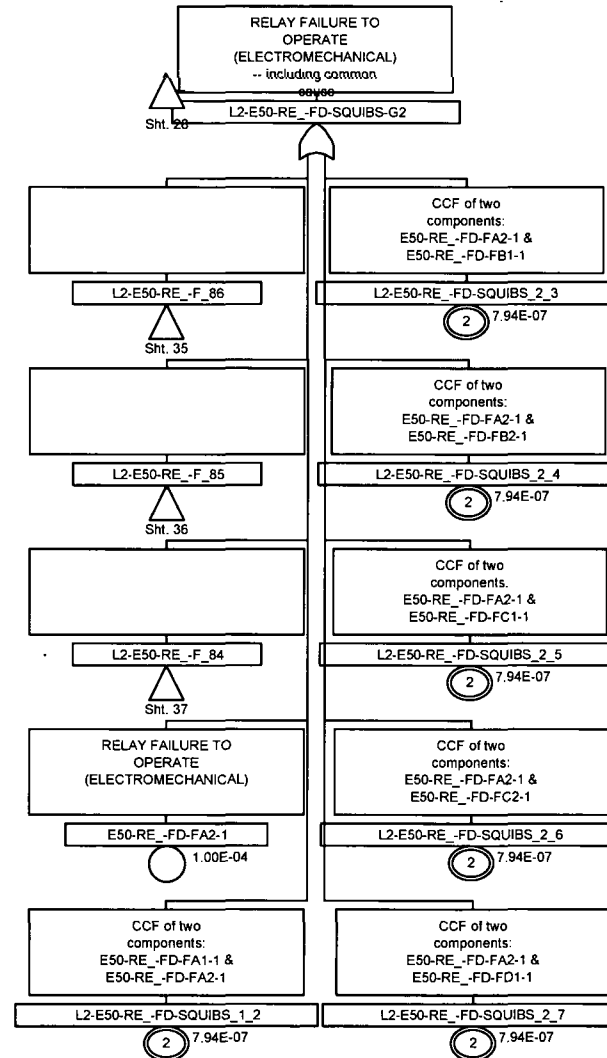 RELAY FAILURE TO
OPERATE
(ELECTROMECHANICAL)
-- including common
cause
L2-E50-RE_-FD-SQUIBS-G2
Sht. 28
L2-E50-RE_-F_86
Sht. 35
CCF of two
components:
E50-RE_-FD-FA2-1 &
E50-RE_-FD-FB1-1
L2-E50-RE_-FD-SQUIBS_2_3
2
7.94E-07
L2-E50-RE_-F_85
Sht. 36
CCF of two
components:
E50-RE_-FD-FA2-1 &
E50-RE_-FD-FB2-1
L2-E50-RE_-FD-SQUIBS_2_4
2
7.94E-07
L2-E50-RE_-F_84
Sht. 37
CCF of two
components.
E50-RE_-FD-FA2-1 &
E50-RE_-FD-FC1-1
L2-E50-RE_-FD-SQUIBS_2_5
2
7.94E-07
RELAY FAILURE TO
OPERATE
(ELECTROMECHANICAL)
E50-RE_-FD-FA2-1
1.00E-04
CCF of two
components:
E50-RE_-FD-FA2-1 &
E50-RE_-FD-FC2-1
L2-E50-RE_-FD-SQUIBS_2_6
2
7.94E-07
CCF of two
components:
E50-RE_-FD-FA1-1 &
E50-RE_-FD-FA2-1
L2-E50-RE_-FD-SQUIBS_1_2
2
7.94E-07
CCF of two
components:
E50-RE_-FD-FA2-1 &
E50-RE_-FD-FD1-1
L2-E50-RE_-FD-SQUIBS_2_7
2
7.94E-07